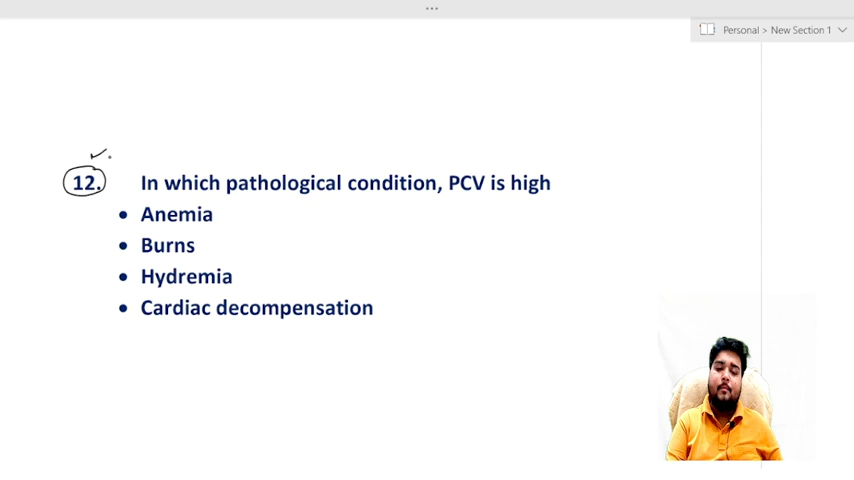 ...
Personal > New Section 1
12. In which pathological condition, PCV is high
• Anemia
• Burns
• Hydremia
• Cardiac decompensation